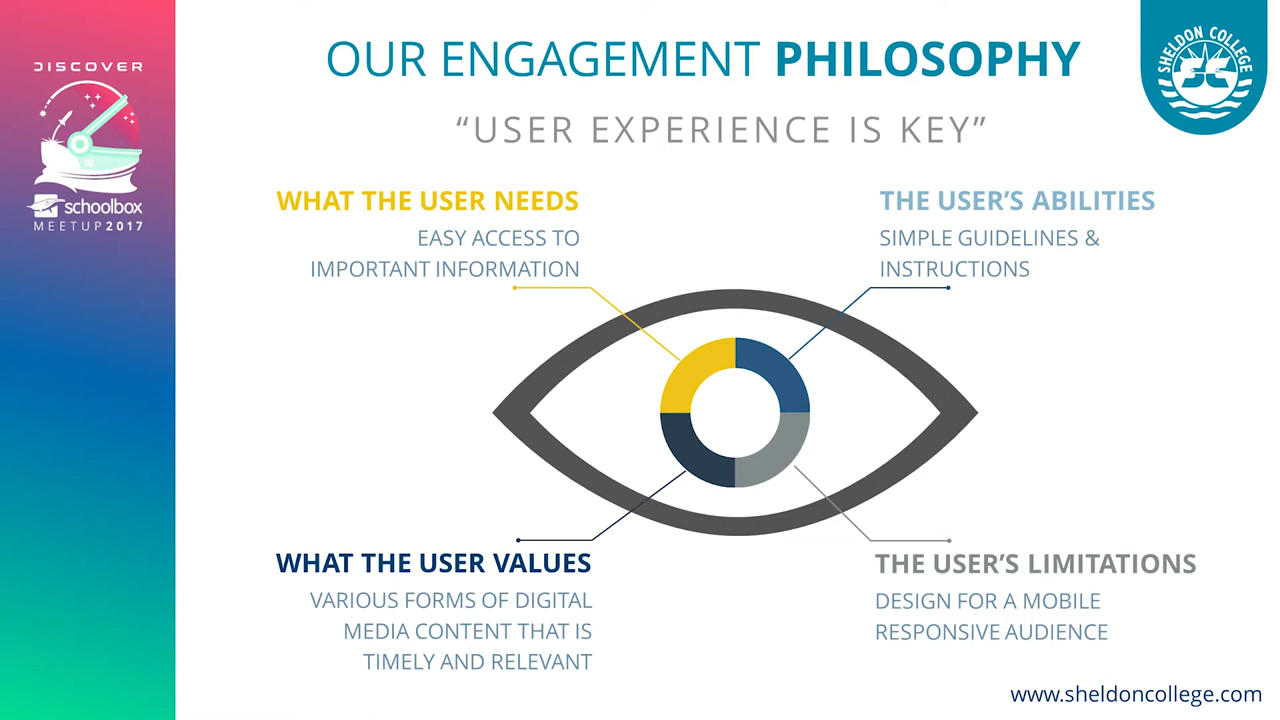 DISCOVER
schoolbox
MEETUP2017
OUR ENGAGEMENT PHILOSOPHY
“USER EXPERIENCE IS KEY”
SHELDON COLLEGE
SC
WHAT THE USER NEEDS
EASY ACCESS TO
IMPORTANT INFORMATION
THE USER’S ABILITIES
SIMPLE GUIDELINES &
INSTRUCTIONS
WHAT THE USER VALUES
VARIOUS FORMS OF DIGITAL
MEDIA CONTENT THAT IS
TIMELY AND RELEVANT
THE USER’S LIMITATIONS
DESIGN FOR A MOBILE
RESPONSIVE AUDIENCE
www.sheldoncollege.com